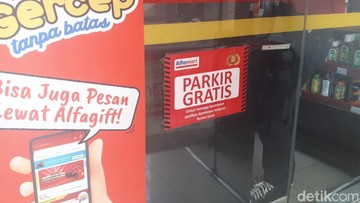 Gercep
tanpa batas
Bisa Juga Pesan
Lewat Alfagift!
Alfamart
PARKIR
GRATIS
detikcom